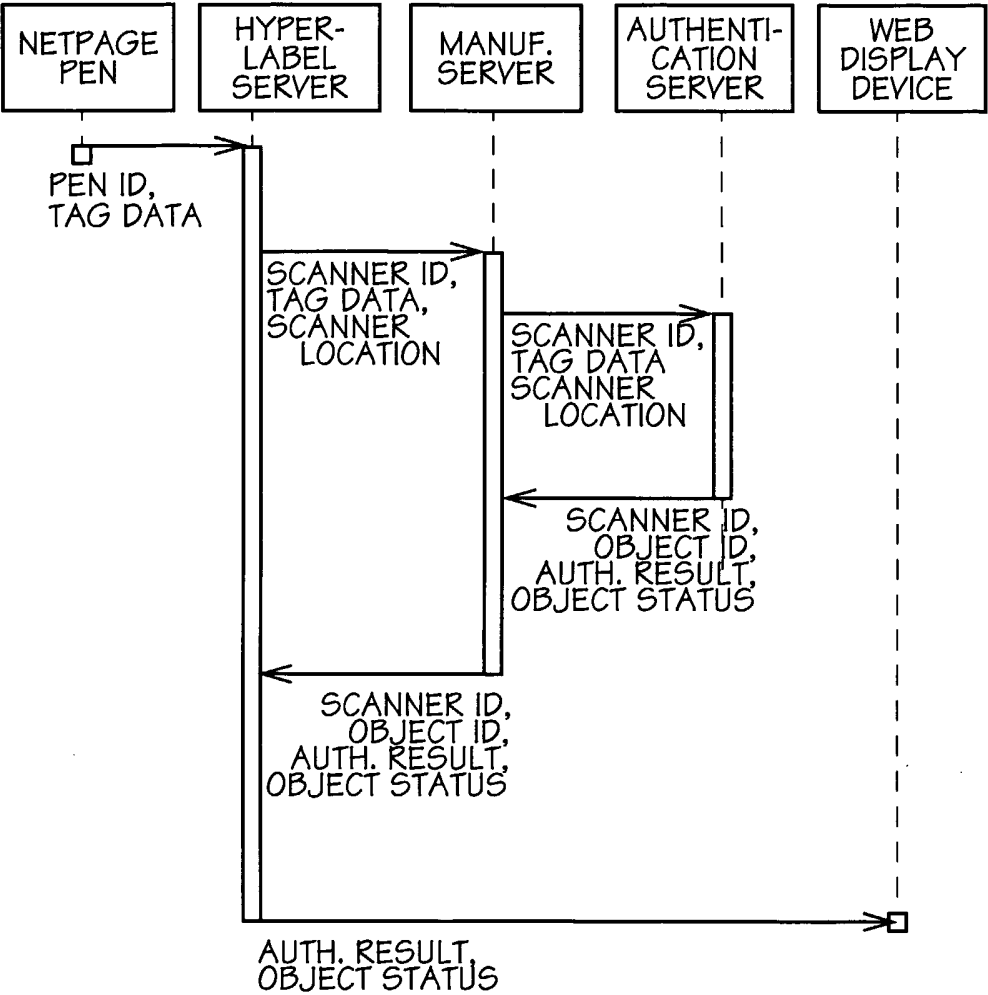 NETPAGE
PEN
HYPER-
LABEL
SERVER
MANUF.
SERVER
AUTHENTI-
CATION
SERVER
WEB
DISPLAY
DEVICE
PEN ID,
TAG DATA
SCANNER ID,
TAG DATA,
SCANNER
LOCATION
SCANNER ID,
TAG DATA
SCANNER
LOCATION
SCANNER ID,
OBJECT ID,
AUTH. RESULT,
OBJECT STATUS
SCANNER ID,
OBJECT ID,
AUTH. RESULT,
OBJECT STATUS
AUTH. RESULT,
OBJECT STATUS